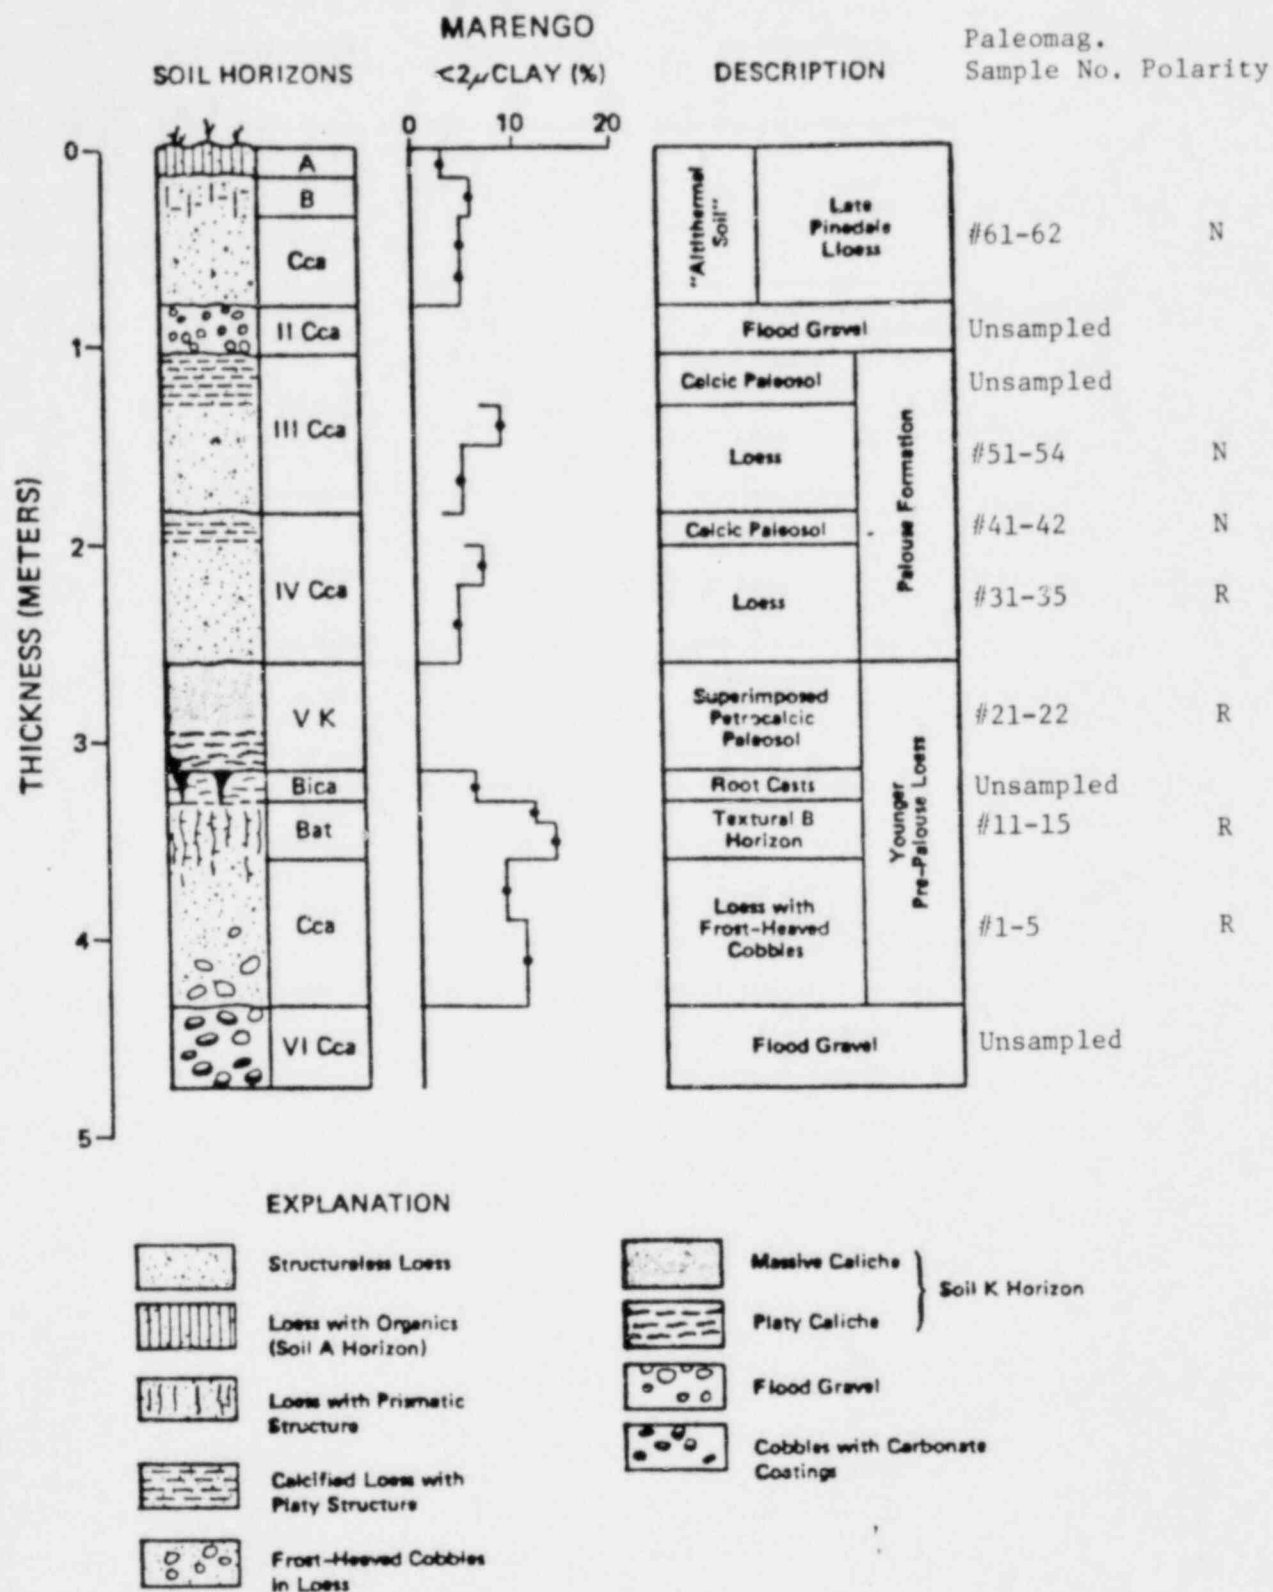 MARENGO
SOIL HORIZONS
<2μ CLAY (%)
DESCRIPTION
Paleomag.
Sample No. Polarity
0 10 20
THICKNESS (METERS)
0
1
2
3
4
5
A
B
Cca
II Cca
III Cca
IV Cca
V K
Bica
Bat
Cca
VI Cca
"Altithermal
Soil"
Late
Pinedale
Lloess
#61-62 N
Flood Gravel
Unsampled
Calcic Paleosol
Unsampled
Loess
#51-54 N
Calcic Paleosol
#41-42 N
Loess
#31-35 R
Palouse Formation
Superimposed
Petrocalcic
Paleosol
#21-22 R
Root Casts
Unsampled
Textural B
Horizon
#11-15 R
Loess with
Frost-Heaved
Cobbles
#1-5 R
Younger
Pre-Palouse Loess
Flood Gravel
Unsampled
EXPLANATION
Structureless Loess
Loess with Organics
(Soil A Horizon)
Loess with Prismatic
Structure
Calcified Loess with
Platy Structure
Frost-Heaved Cobbles
in Loess
Massive Caliche
Platy Caliche
Soil K Horizon
Flood Gravel
Cobbles with Carbonate
Coatings